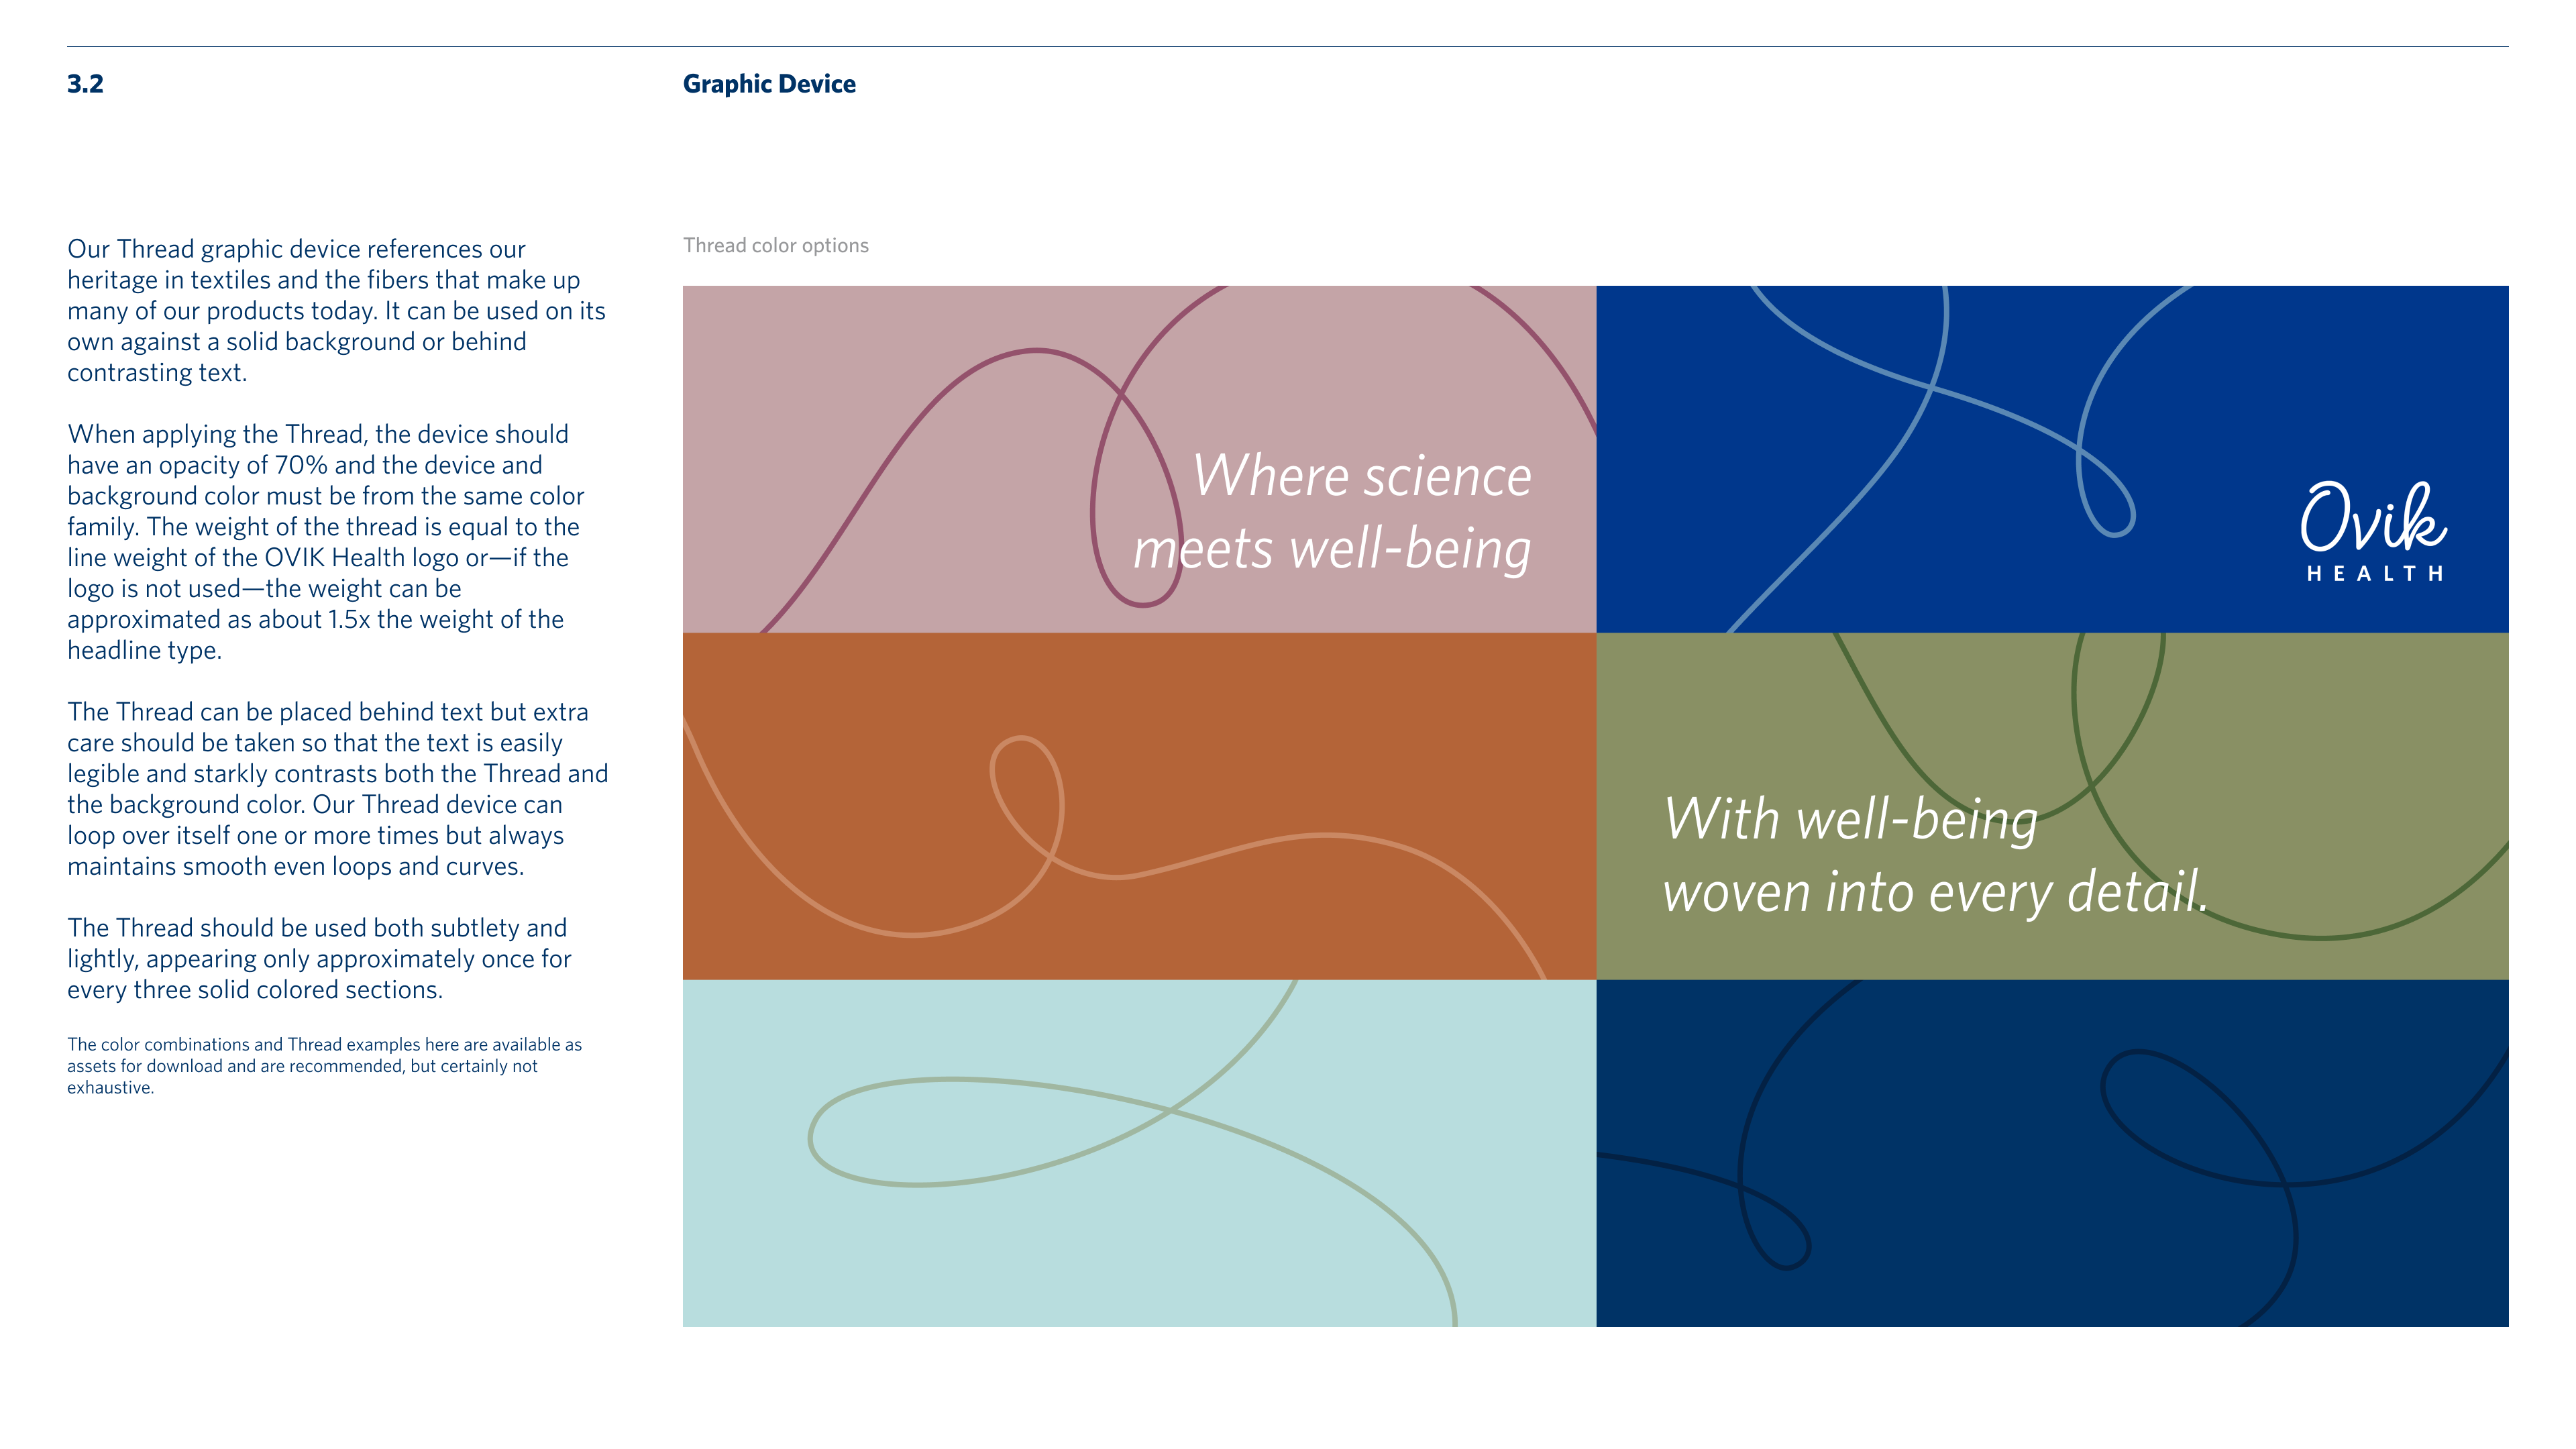 3.2
Graphic Device
Our Thread graphic device references our
heritage in textiles and the fibers that make up
many of our products today. It can be used on its
own against a solid background or behind
contrasting text.
When applying the Thread, the device should
have an opacity of 70% and the device and
background color must be from the same color
family. The weight of the thread is equal to the
line weight of the OVIK Health logo or—if the
logo is not used—the weight can be
approximated as about 1.5x the weight of the
headline type.
The Thread can be placed behind text but extra
care should be taken so that the text is easily
legible and starkly contrasts both the Thread and
the background color. Our Thread device can
loop over itself one or more times but always
maintains smooth even loops and curves.
The Thread should be used both subtlety and
lightly, appearing only approximately once for
every three solid colored sections.
The color combinations and Thread examples here are available as
assets for download and are recommended, but certainly not
exhaustive.
Thread color options
Where science
meets well-being
Ovik
HEALTH
With well-being
woven into every detail.